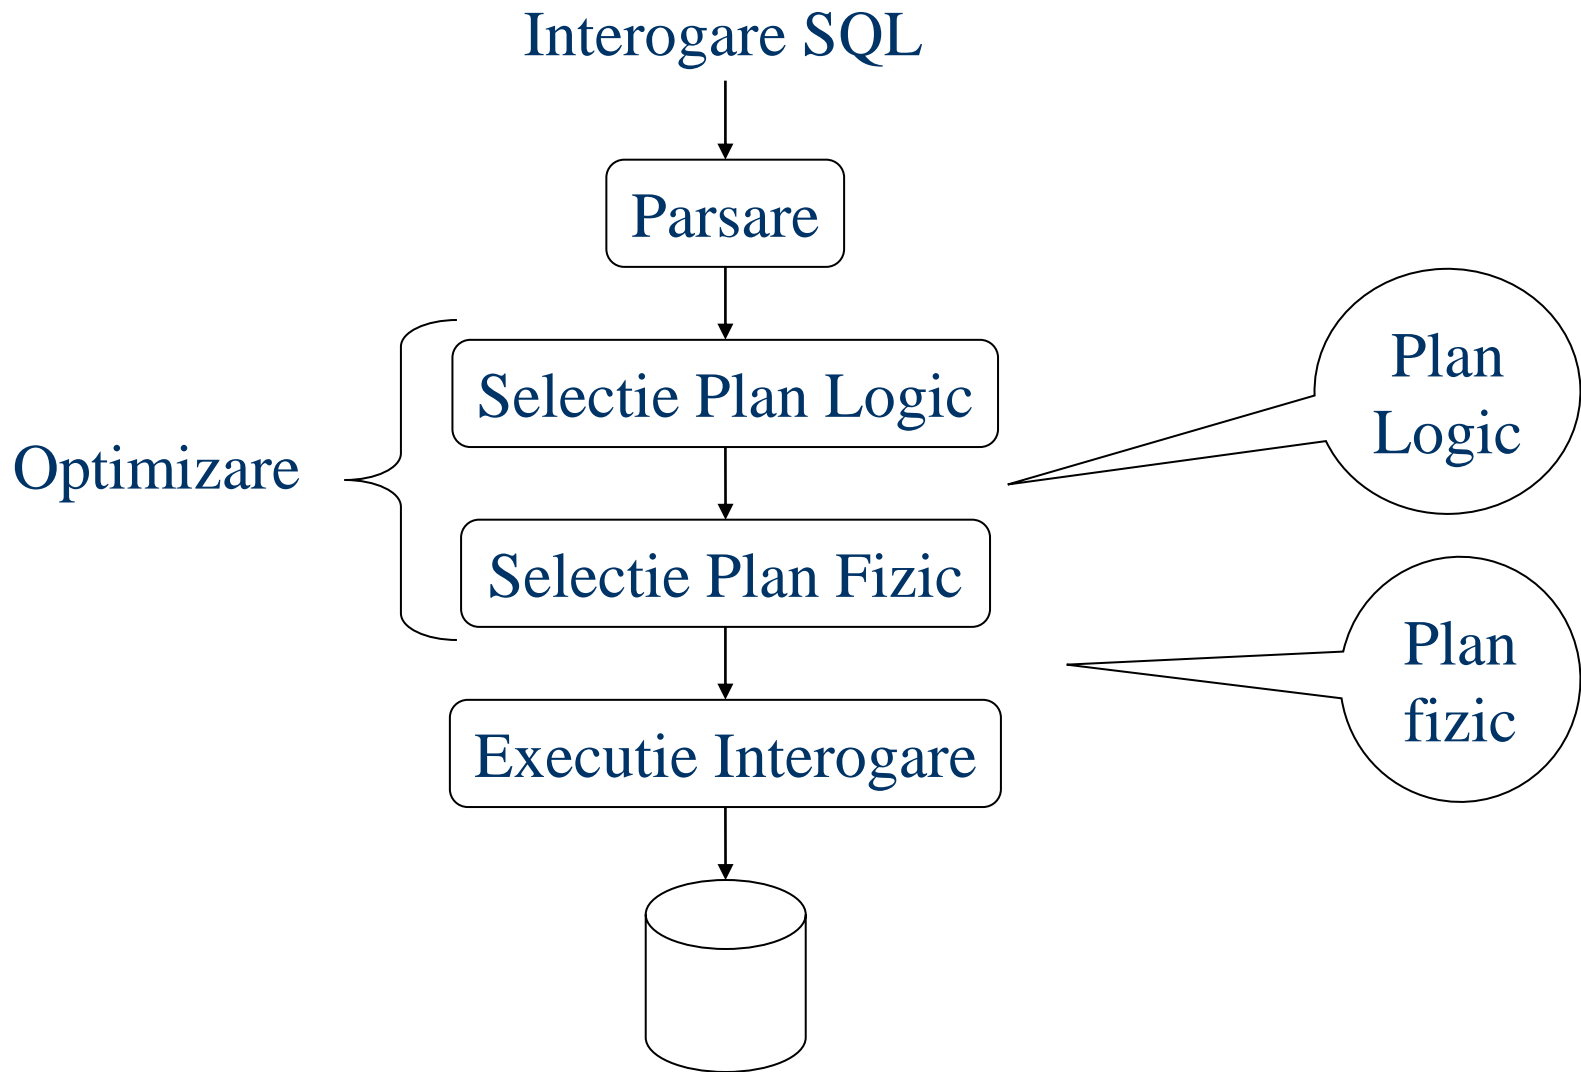 Interogare SQL
Parsare
Selectie Plan Logic
Optimizare
Selectie Plan Fizic
Executie Interogare
Plan
Logic
Plan
fizic